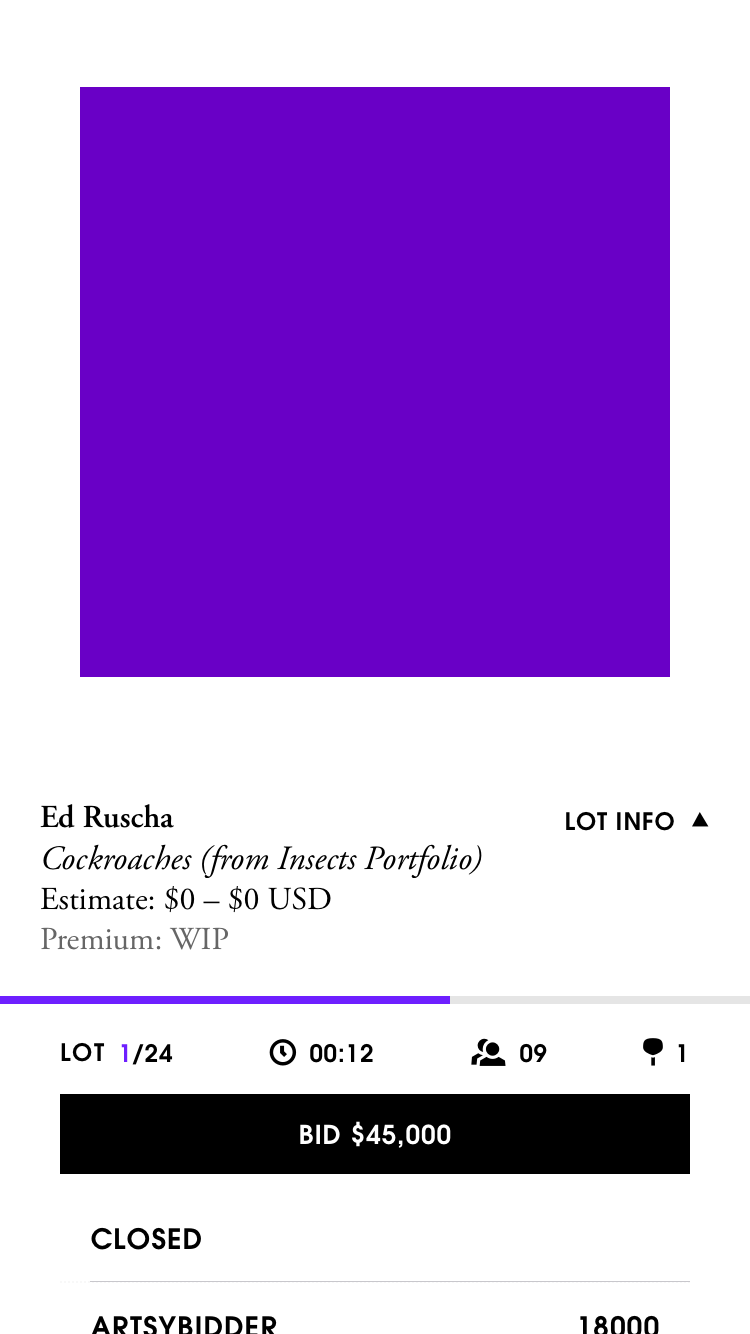 Ed Ruscha
LOT INFO ▲
Cockroaches (from Insects Portfolio)
Estimate: $0 – $0 USD
Premium: WIP
LOT 1/24 00:12 09 1
BID $45,000
CLOSED
ARTSYBIDDER 18000